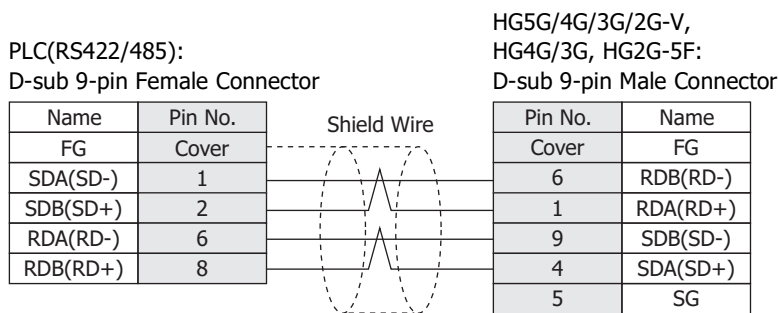 HG5G/4G/3G/2G-V,
PLC(RS422/485): HG4G/3G, HG2G-5F:
D-sub 9-pin Female Connector D-sub 9-pin Male Connector
Name Pin No. Shield Wire Pin No. Name
FG Cover Cover FG
SDA(SD-) 1 6 RDB(RD-)
SDB(SD+) 2 1 RDA(RD+)
RDA(RD-) 6 9 SDB(SD-)
RDB(RD+) 8 4 SDA(SD+)
5 SG